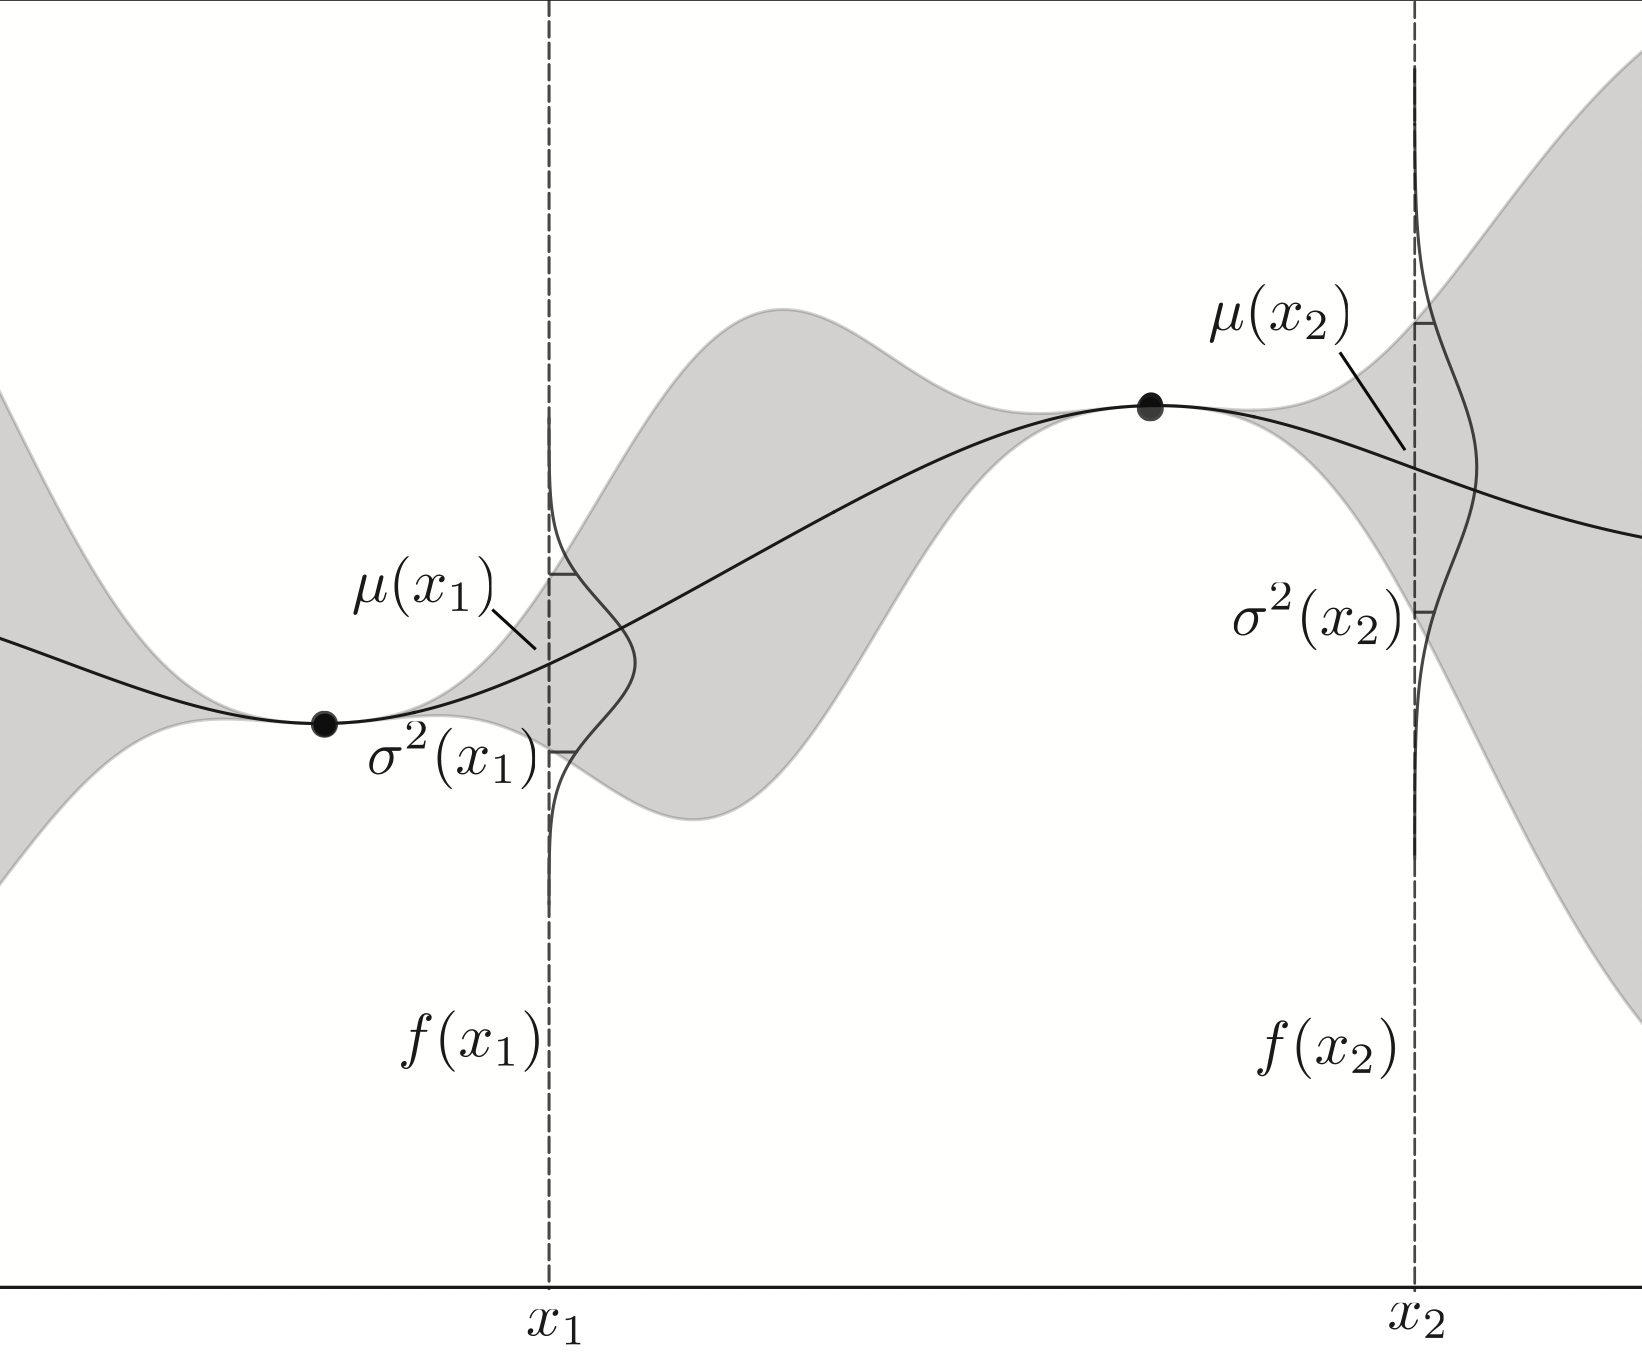 μ(x₂)
μ(x₁)
σ²(x₂)
σ²(x₁)
f(x₁)
f(x₂)
x₁
x₂